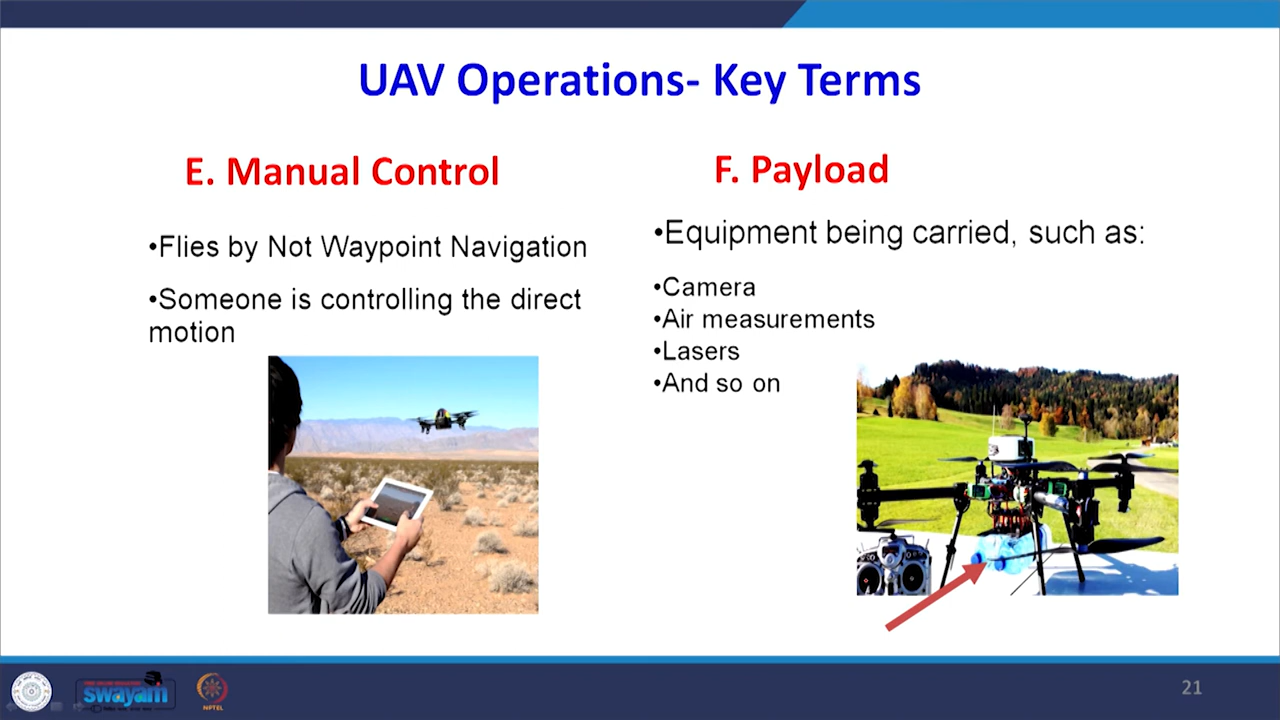 UAV Operations- Key Terms
E. Manual Control
•Flies by Not Waypoint Navigation
•Someone is controlling the direct
motion
F. Payload
•Equipment being carried, such as:
•Camera
•Air measurements
•Lasers
•And so on
swayam
NPTEL
21